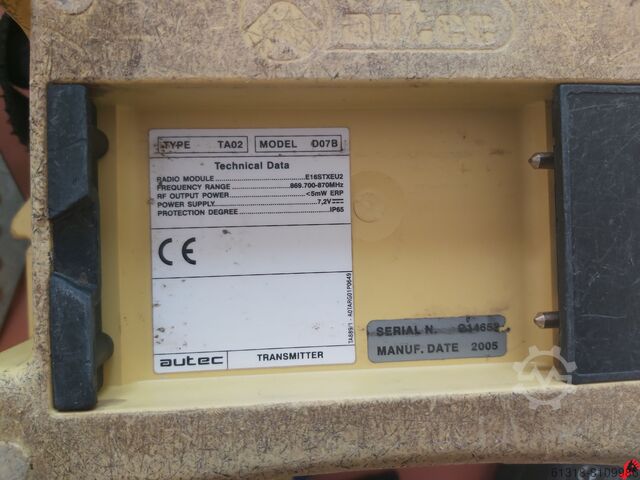 autec
TYPE TA02 MODEL D07B
Technical Data
RADIO MODULE E16STXEU2
FREQUENCY RANGE 869.700-870MHz
RF OUTPUT POWER <5mW ERP
POWER SUPPLY 7,2V
PROTECTION DEGREE IP65
CE
autec TRANSMITTER
SERIAL N.
MANUF. DATE 2005